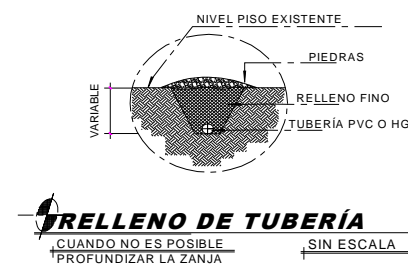 NIVEL PISO EXISTENTE
PIEDRAS
VARIABLE
RELLENO FINO
TUBERÍA PVC O HG
RELLENO DE TUBERÍA
CUANDO NO ES POSIBLE
PROFUNDIZAR LA ZANJA
SIN ESCALA